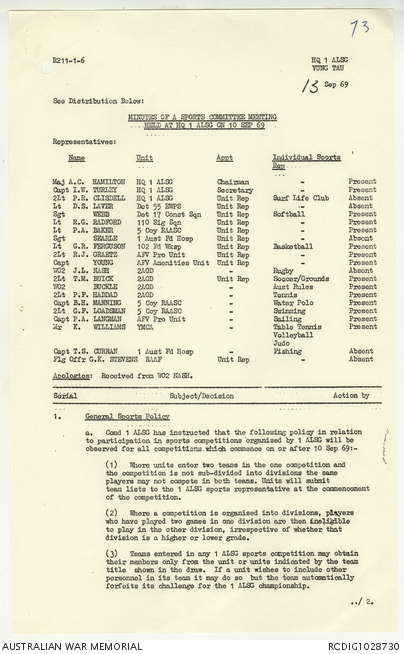 73
R211-1-6
HQ 1 ALSG
VUNG TAU
13 Sep 69
See Distribution Below:
MINUTES OF A SPORTS COMMITTEE MEETING
HELD AT HQ 1 ALSG ON 10 SEP 69
Representatives:
Name Unit Appt Individual Sports
Rep
Maj A.C. HAMILTON HQ 1 ALSG Chairman - Present
Capt I.W. TURLEY HQ 1 ALSG Secretary - Present
2Lt P.R. CLISDELL HQ 1 ALSG Unit Rep Surf Life Club Absent
Lt D.S. LAVER Det 55 EWPS Unit Rep - Absent
Sgt WEBB Det 17 Const Sqn Unit Rep Softball Present
Lt N.G. RADFORD 110 Sig Sqn Unit Rep - Present
Lt P.A. BAKER 5 Coy RAASC Unit Rep - Present
Sgt SEARLE 1 Aust Fd Hosp Unit Rep - Absent
Lt G.R. FERGUSON 102 Fd Wksp Unit Rep Basketball Present
2Lt R.J. GRAETZ AFV Pro Unit Unit Rep - Present
Capt YOUNG AFV Amenities Unit Unit Rep - Present
WO2 J.L. NASH 2AOD - Rugby Absent
2Lt T.M. BUICK 2AOD Unit Rep Soccer/Grounds Present
WO2 BUCKLE 2AOD - Aust Rules Present
2Lt P.F. HADDAD 2AOD - Tennis Present
Capt B.H. MANNING 5 Coy RAASC - Water Polo Present
2Lt G.F. LOADSMAN 5 Coy RAASC - Swimming Present
Capt P.A. LANGMAN AFV Pro Unit - Sailing Present
Mr K. WILLIAMS YMCA - Table Tennis Present
Volleyball
Judo
Capt T.S. CURRAN 1 Aust Fd Hosp - Fishing Absent
Flg Offr G.K. STEVENS RAAF Unit Rep - Absent
Apologies: Received from WO2 NASH.
Serial Subject/Decision Action by
1. General Sports Policy
a. Comd 1 ALSG has instructed that the following policy in relation
to participation in sports competitions organised by 1 ALSG will be
observed for all competitions which commence on or after 10 Sep 69:-
(1) Where units enter two teams in the one competition and
the competition is not sub-divided into divisions the same
players may not compete in both teams. Units will submit
team lists to the 1 ALSG sports representative at the commencement
of the competition.
(2) Where a competition is organised into divisions, players
who have played two games in one division are then ineligible
to play in the other division, irrespective of whether that
division is a higher or lower grade.
(3) Teams entered in any 1 ALSG sports competition may obtain
their members only from the unit or units indicated by the team
title shown in the draw. If a unit wishes to include other
personnel in its team it may do so but the team automatically
forfeits its challenge for the 1 ALSG championship.
../ 2.
AUSTRALIAN WAR MEMORIAL
RCDIG1028730